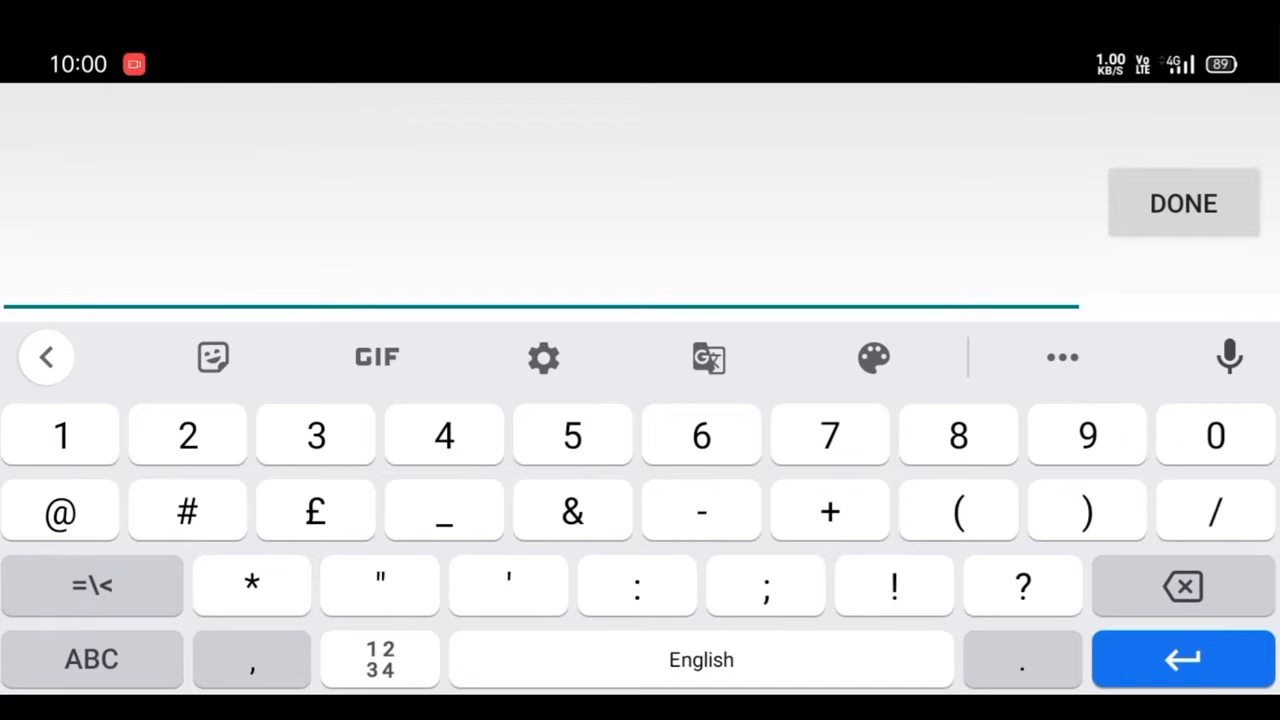 10:00 1.00 KB/S Vo LTE 4G 89
DONE
GIF
1 2 3 4 5 6 7 8 9 0
@ # £ _ & - + ( ) /
=\< * " ' : ; ! ?
ABC , 12 34 English .